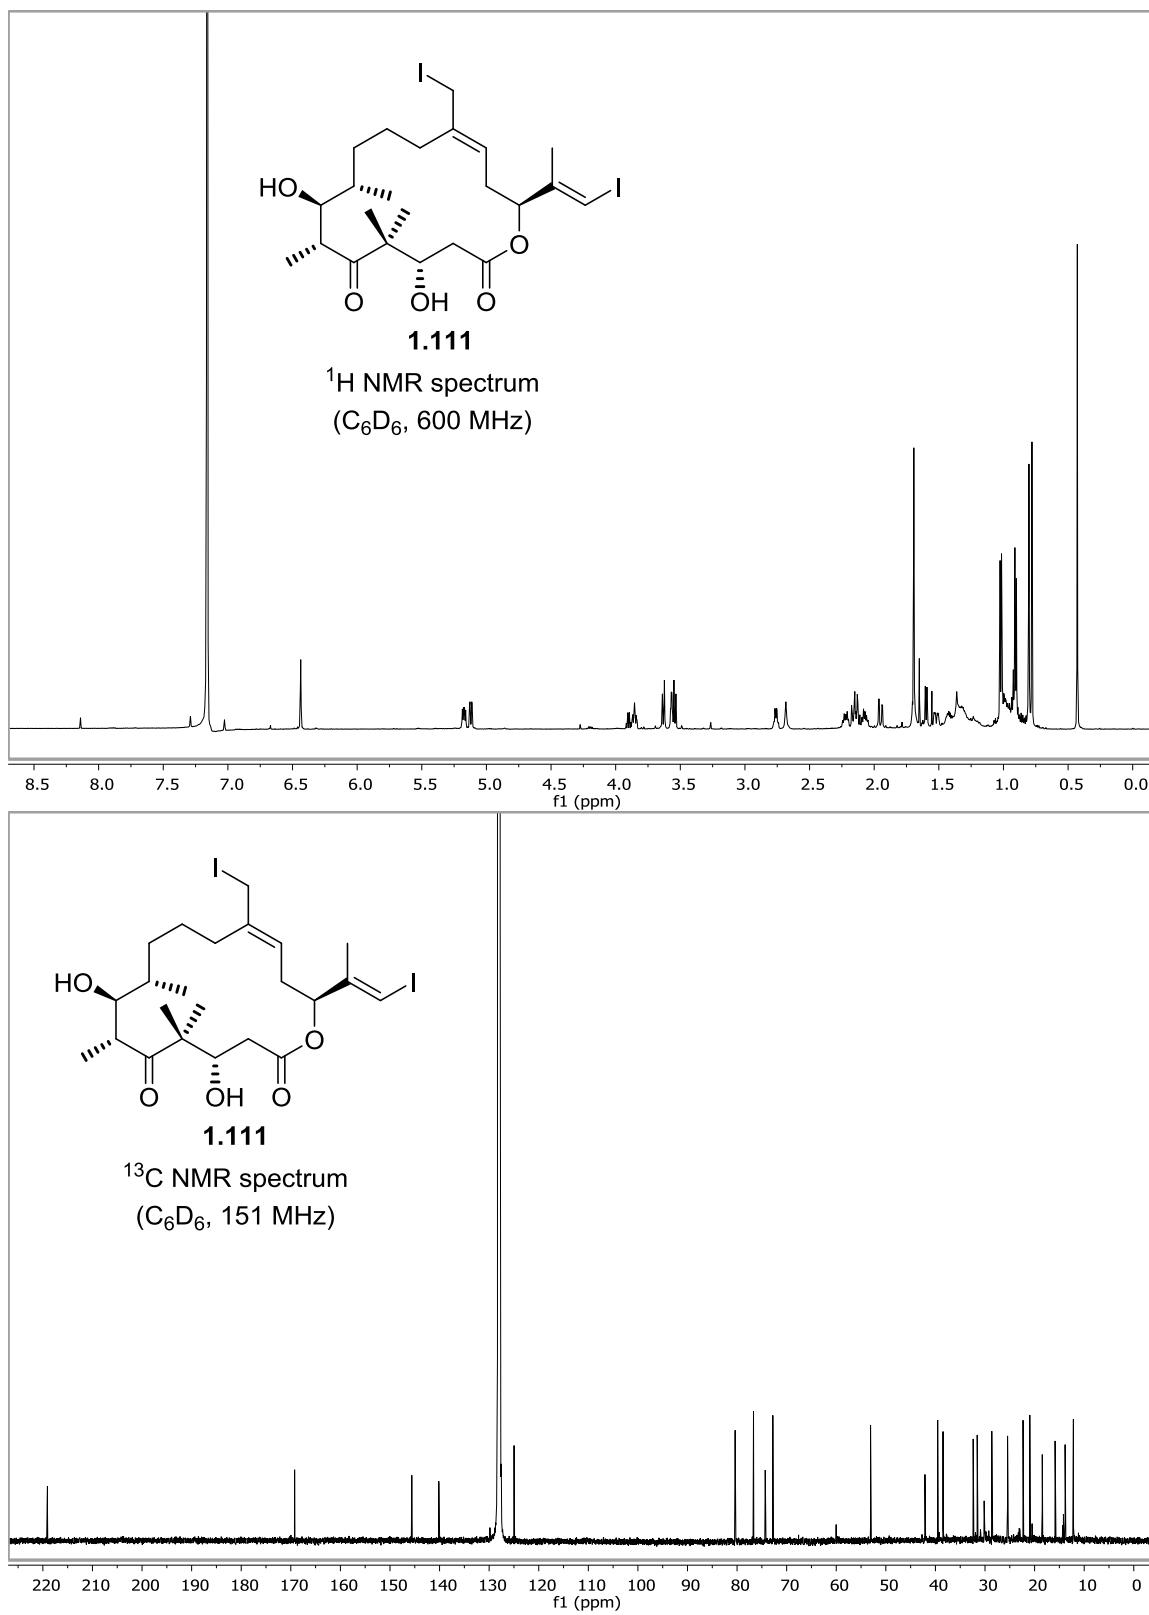 I
HO
I
O
O
OH
O
1.111
¹H NMR spectrum
(C₆D₆, 600 MHz)
8.5 8.0 7.5 7.0 6.5 6.0 5.5 5.0 4.5 4.0 3.5 3.0 2.5 2.0 1.5 1.0 0.5 0.0
f1 (ppm)
I
HO
I
O
O
OH
O
1.111
¹³C NMR spectrum
(C₆D₆, 151 MHz)
220 210 200 190 180 170 160 150 140 130 120 110 100 90 80 70 60 50 40 30 20 10 0
f1 (ppm)